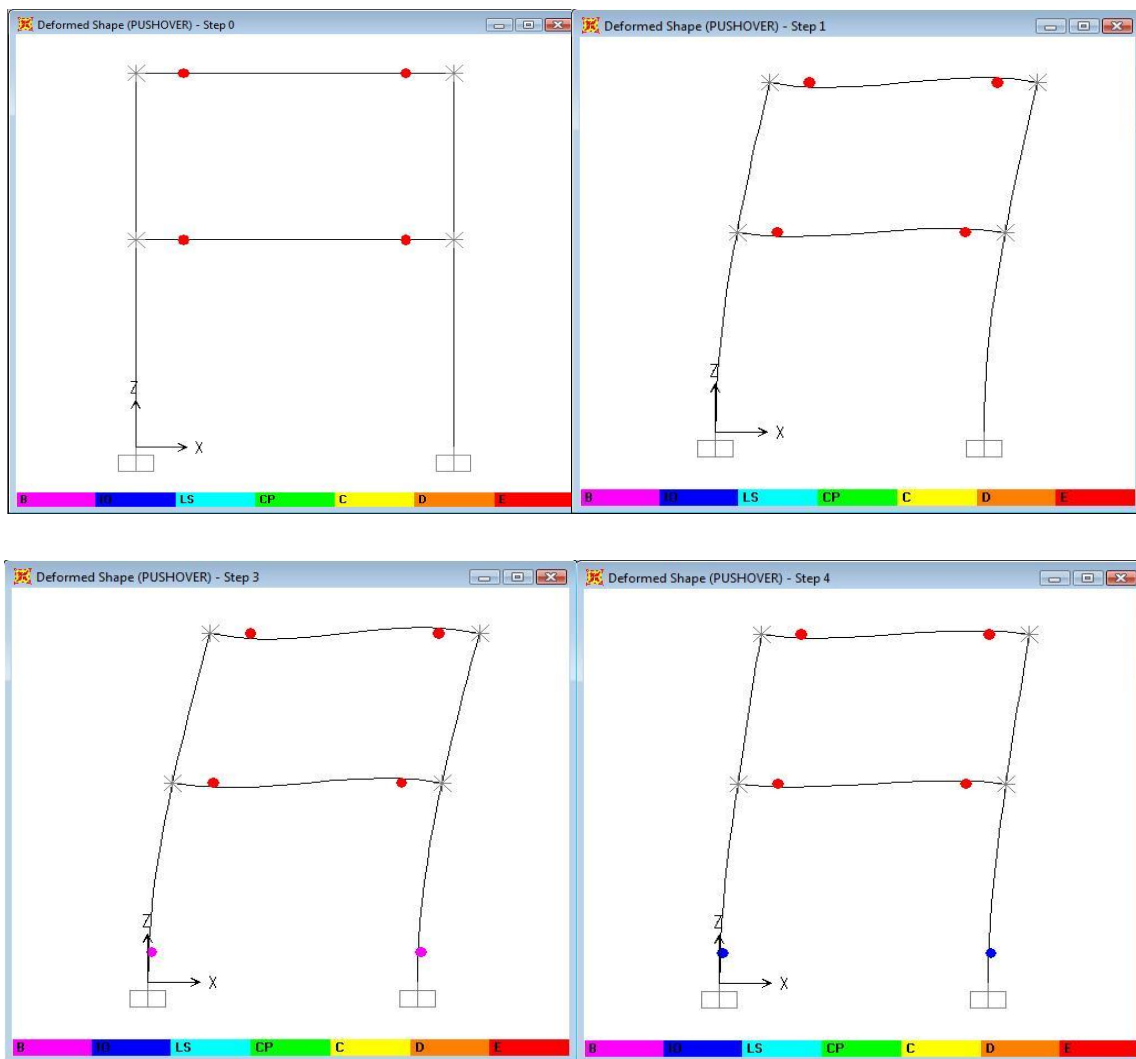 Deformed Shape (PUSHOVER) - Step 0
Z
X
B IO LS CP C D E
Deformed Shape (PUSHOVER) - Step 1
Z
X
B IO LS CP C D E
Deformed Shape (PUSHOVER) - Step 3
Z
X
B IO LS CP C D E
Deformed Shape (PUSHOVER) - Step 4
Z
X
B IO LS CP C D E